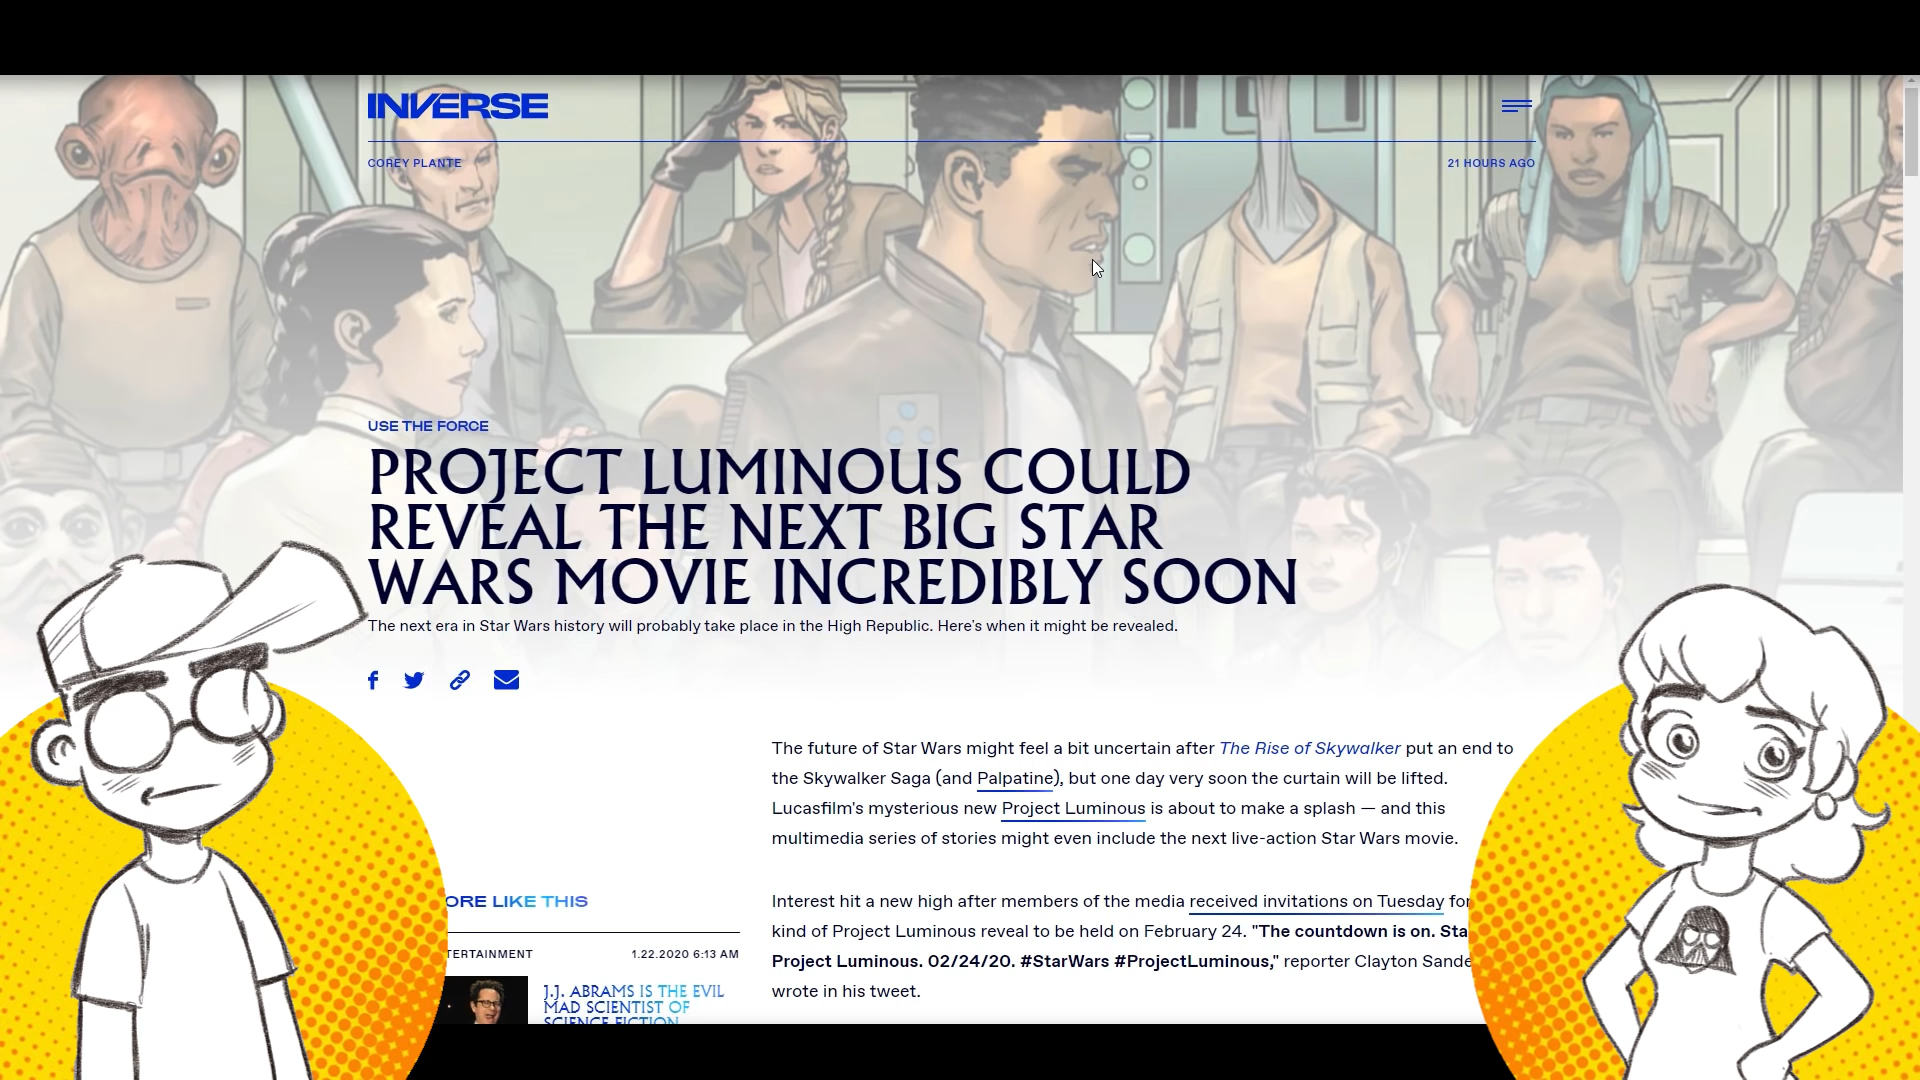 INVERSE
COREY PLANTE
21 HOURS AGO
USE THE FORCE
PROJECT LUMINOUS COULD
REVEAL THE NEXT BIG STAR
WARS MOVIE INCREDIBLY SOON
The next era in Star Wars history will probably take place in the High Republic. Here's when it might be revealed.
The future of Star Wars might feel a bit uncertain after The Rise of Skywalker put an end to
the Skywalker Saga (and Palpatine), but one day very soon the curtain will be lifted.
Lucasfilm's mysterious new Project Luminous is about to make a splash — and this
multimedia series of stories might even include the next live-action Star Wars movie.
ORE LIKE THIS
TERTAINMENT
1.22.2020 6:13 AM
J.J. ABRAMS IS THE EVIL
MAD SCIENTIST OF
SCIENCE FICTION
Interest hit a new high after members of the media received invitations on Tuesday for
kind of Project Luminous reveal to be held on February 24. "The countdown is on. Sta
Project Luminous. 02/24/20. #StarWars #ProjectLuminous," reporter Clayton Sande
wrote in his tweet.